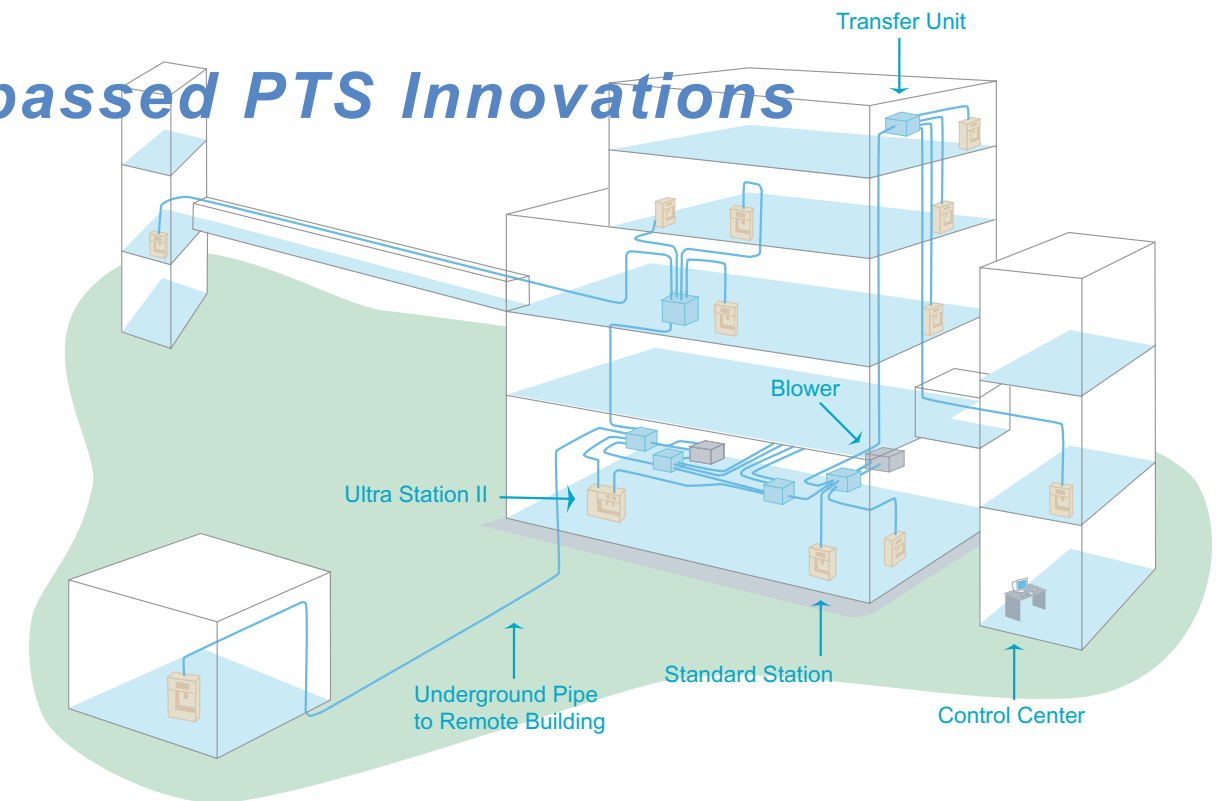 Transfer Unit
passed PTS Innovations
Blower
Ultra Station II
Standard Station
Underground Pipe
to Remote Building
Control Center